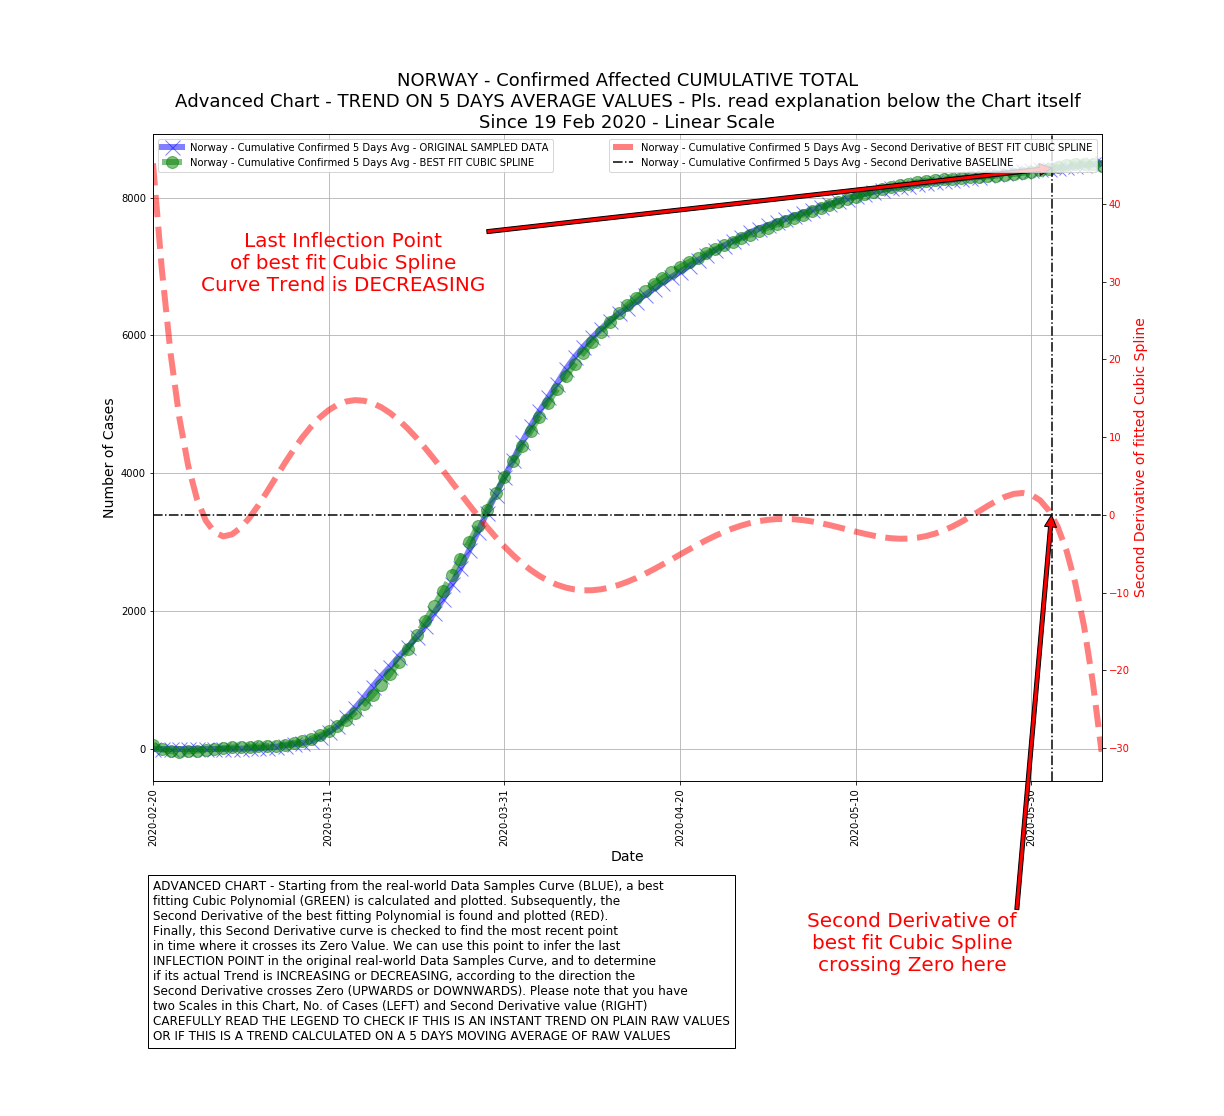 NORWAY - Confirmed Affected CUMULATIVE TOTAL
Advanced Chart - TREND ON 5 DAYS AVERAGE VALUES - Pls. read explanation below the Chart itself
Since 19 Feb 2020 - Linear Scale
Norway - Cumulative Confirmed 5 Days Avg - ORIGINAL SAMPLED DATA
Norway - Cumulative Confirmed 5 Days Avg - BEST FIT CUBIC SPLINE
Norway - Cumulative Confirmed 5 Days Avg - Second Derivative of BEST FIT CUBIC SPLINE
Norway - Cumulative Confirmed 5 Days Avg - Second Derivative BASELINE
Last Inflection Point
of best fit Cubic Spline
Curve Trend is DECREASING
Number of Cases
8000
6000
4000
2000
0
40
30
20
10
0
−10
−20
−30
Second Derivative of fitted Cubic Spline
2020-02-20
2020-03-11
2020-03-31
2020-04-20
2020-05-10
2020-05-30
Date
ADVANCED CHART - Starting from the real-world Data Samples Curve (BLUE), a best
fitting Cubic Polynomial (GREEN) is calculated and plotted. Subsequently, the
Second Derivative of the best fitting Polynomial is found and plotted (RED).
Finally, this Second Derivative curve is checked to find the most recent point
in time where it crosses its Zero Value. We can use this point to infer the last
INFLECTION POINT in the original real-world Data Samples Curve, and to determine
if its actual Trend is INCREASING or DECREASING, according to the direction the
Second Derivative crosses Zero (UPWARDS or DOWNWARDS). Please note that you have
two Scales in this Chart, No. of Cases (LEFT) and Second Derivative value (RIGHT)
CAREFULLY READ THE LEGEND TO CHECK IF THIS IS AN INSTANT TREND ON PLAIN RAW VALUES
OR IF THIS IS A TREND CALCULATED ON A 5 DAYS MOVING AVERAGE OF RAW VALUES
Second Derivative of
best fit Cubic Spline
crossing Zero here